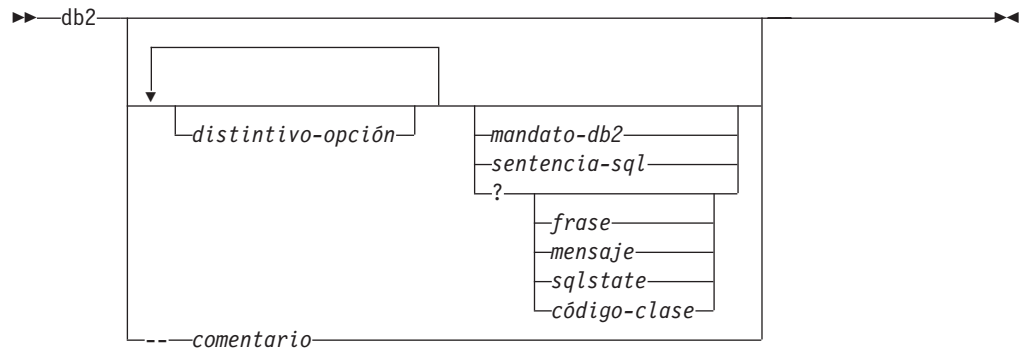 db2
distintivo-opción
mandato-db2
sentencia-sql
?
frase
mensaje
sqlstate
código-clase
-- comentario